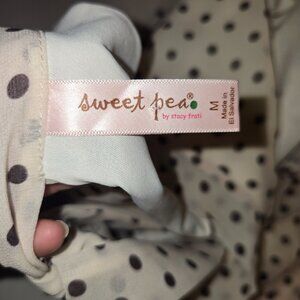 sweet pea®
by stacy frati
M
Made in
El Salvador